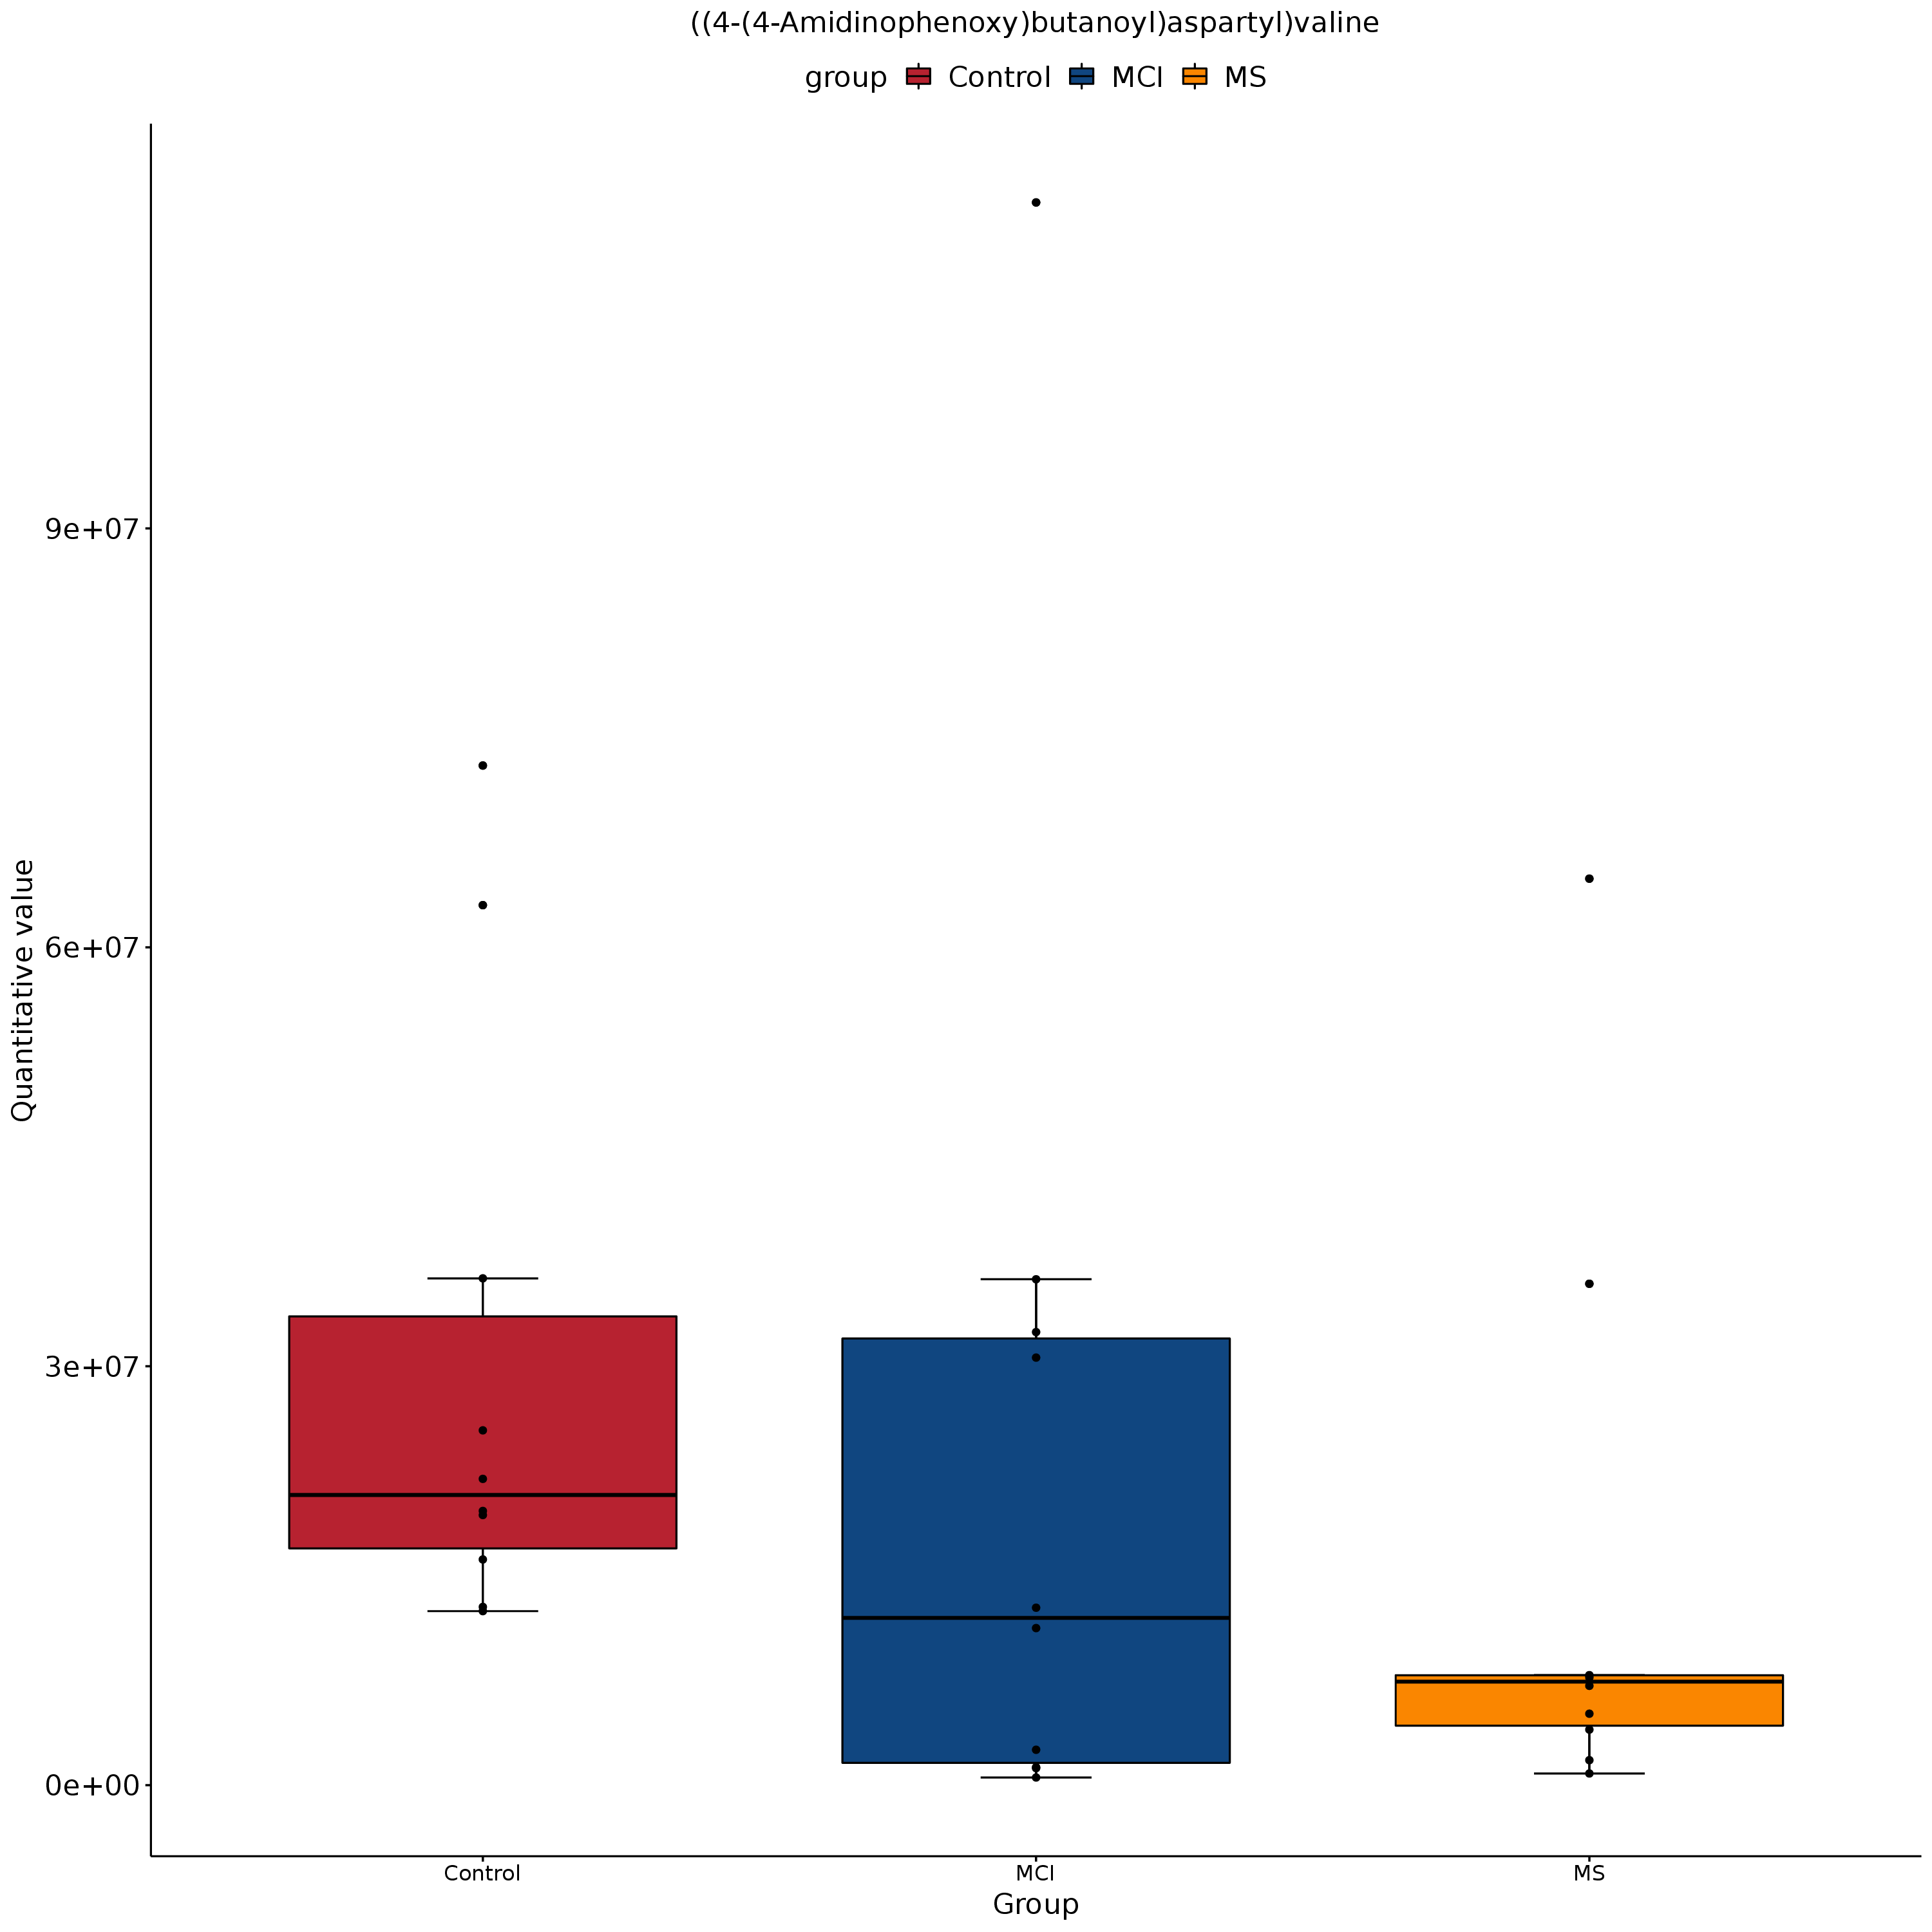 ((4-(4-Amidinophenoxy)butanoyl)aspartyl)valine
group Control MCI MS
Quantitative value
9e+07
6e+07
3e+07
0e+00
Control MCI MS
Group